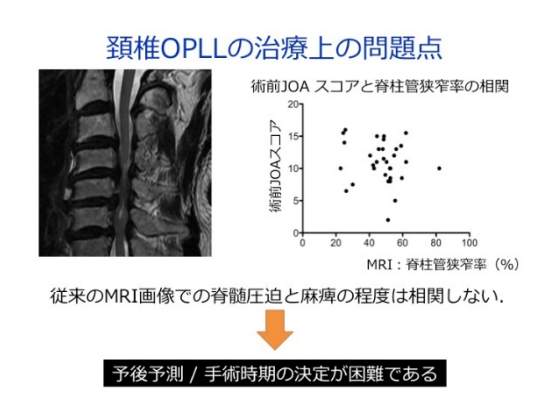 頚椎OPLLの治療上の問題点
術前JOA スコアと脊柱管狭窄率の相関
術前JOAスコア
20
15
10
5
0
0 20 40 60 80 100
MRI：脊柱管狭窄率（%）
従来のMRI画像での脊髄圧迫と麻痺の程度は相関しない.
予後予測 / 手術時期の決定が困難である